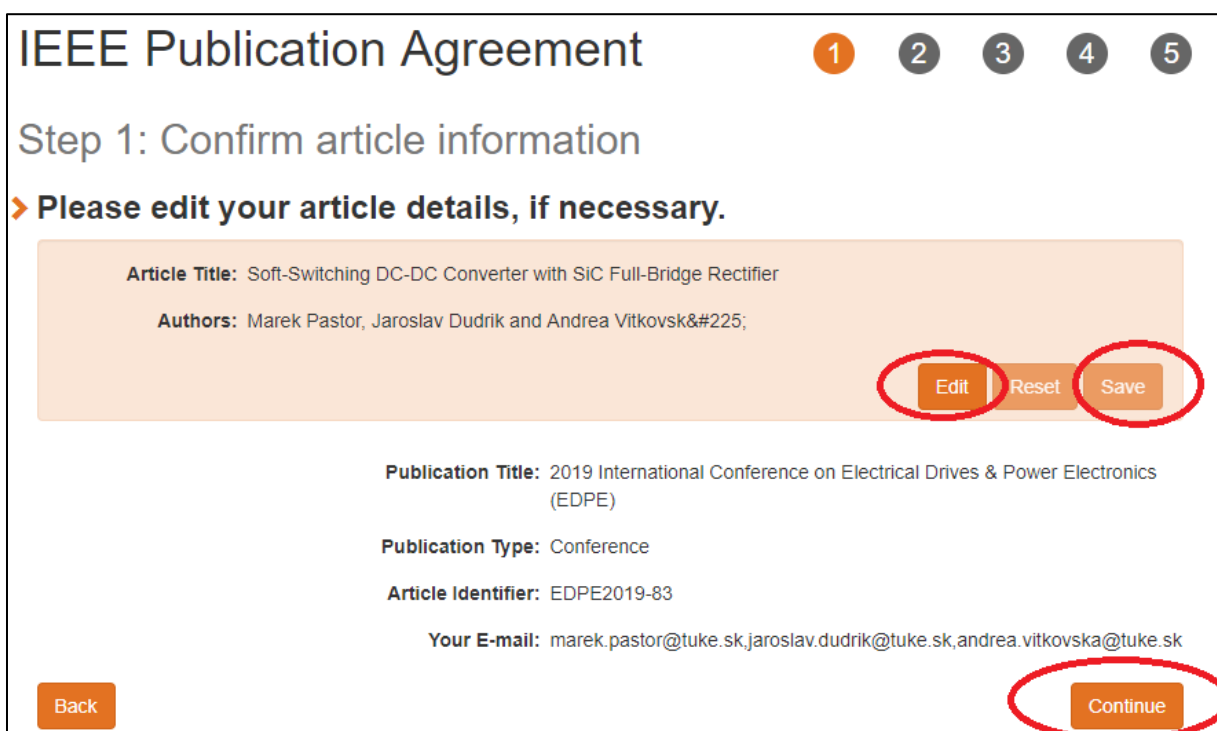 IEEE Publication Agreement 1 2 3 4 5
Step 1: Confirm article information
Please edit your article details, if necessary.
Article Title: Soft-Switching DC-DC Converter with SiC Full-Bridge Rectifier
Authors: Marek Pastor, Jaroslav Dudrik and Andrea Vitkovsk&#225;
Edit Reset Save
Publication Title: 2019 International Conference on Electrical Drives & Power Electronics
(EDPE)
Publication Type: Conference
Article Identifier: EDPE2019-83
Your E-mail: marek.pastor@tuke.sk,jaroslav.dudrik@tuke.sk,andrea.vitkovska@tuke.sk
Back Continue